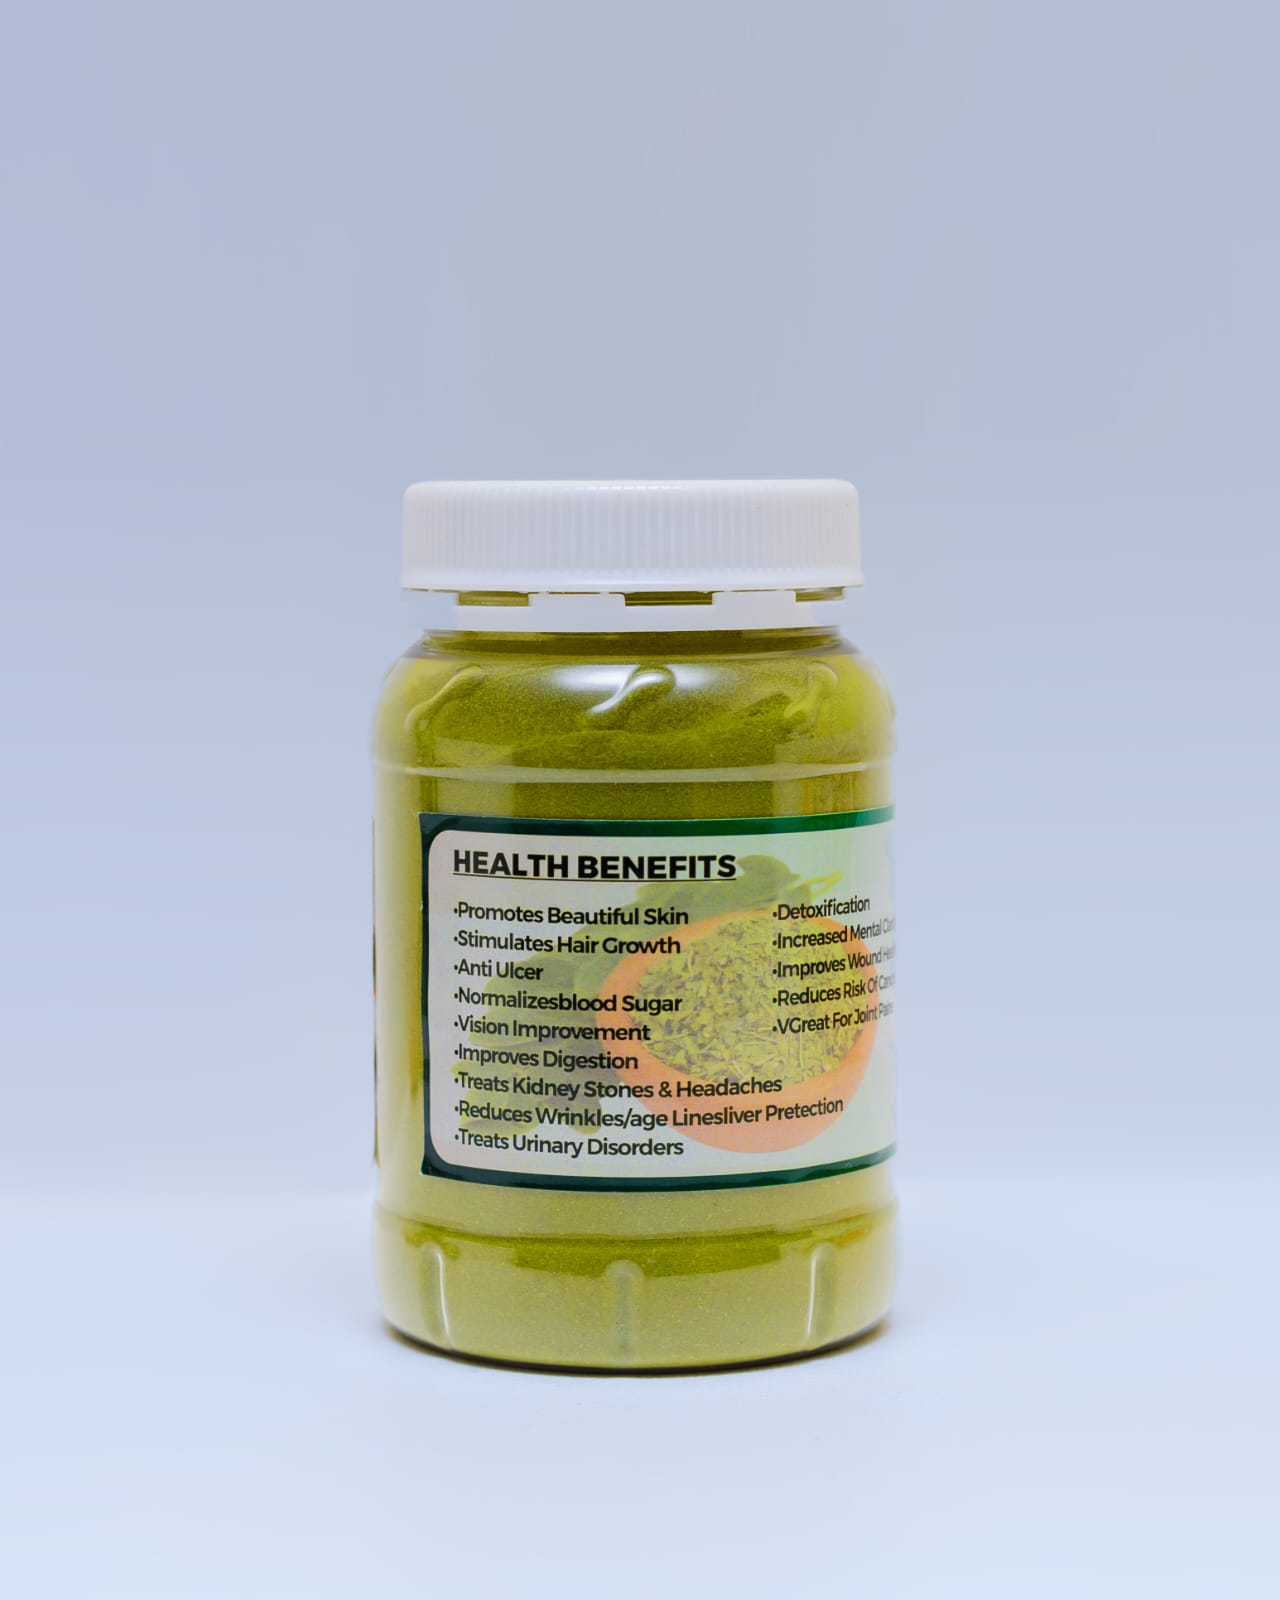 HEALTH BENEFITS
•Promotes Beautiful Skin
•Stimulates Hair Growth
•Anti Ulcer
•Normalizesblood Sugar
•Vision Improvement
•Improves Digestion
•Treats Kidney Stones & Headaches
•Reduces Wrinkles/age Linesliver Pretection
•Treats Urinary Disorders
•Detoxification
•Increased Mental
•Improves Wound
•Reduces Risk Of
•VGreat For Joint Pains